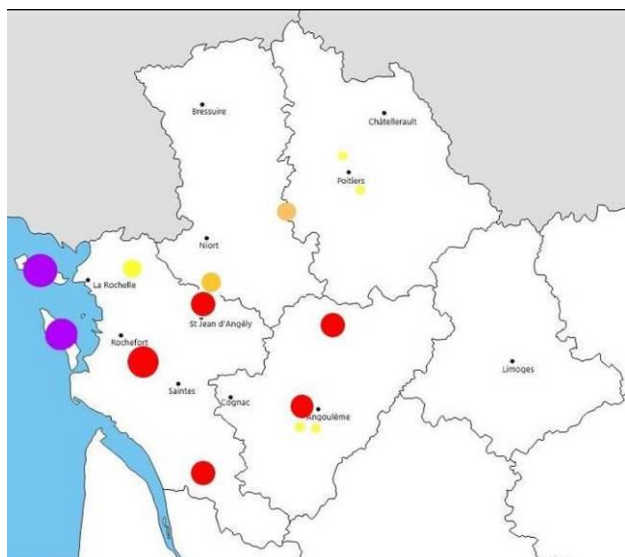 Bressuire
Châtellerault
Poitiers
Niort
La Rochelle
St Jean d'Angély
Rochefort
Limoges
Saintes
Cognac
Angoulême